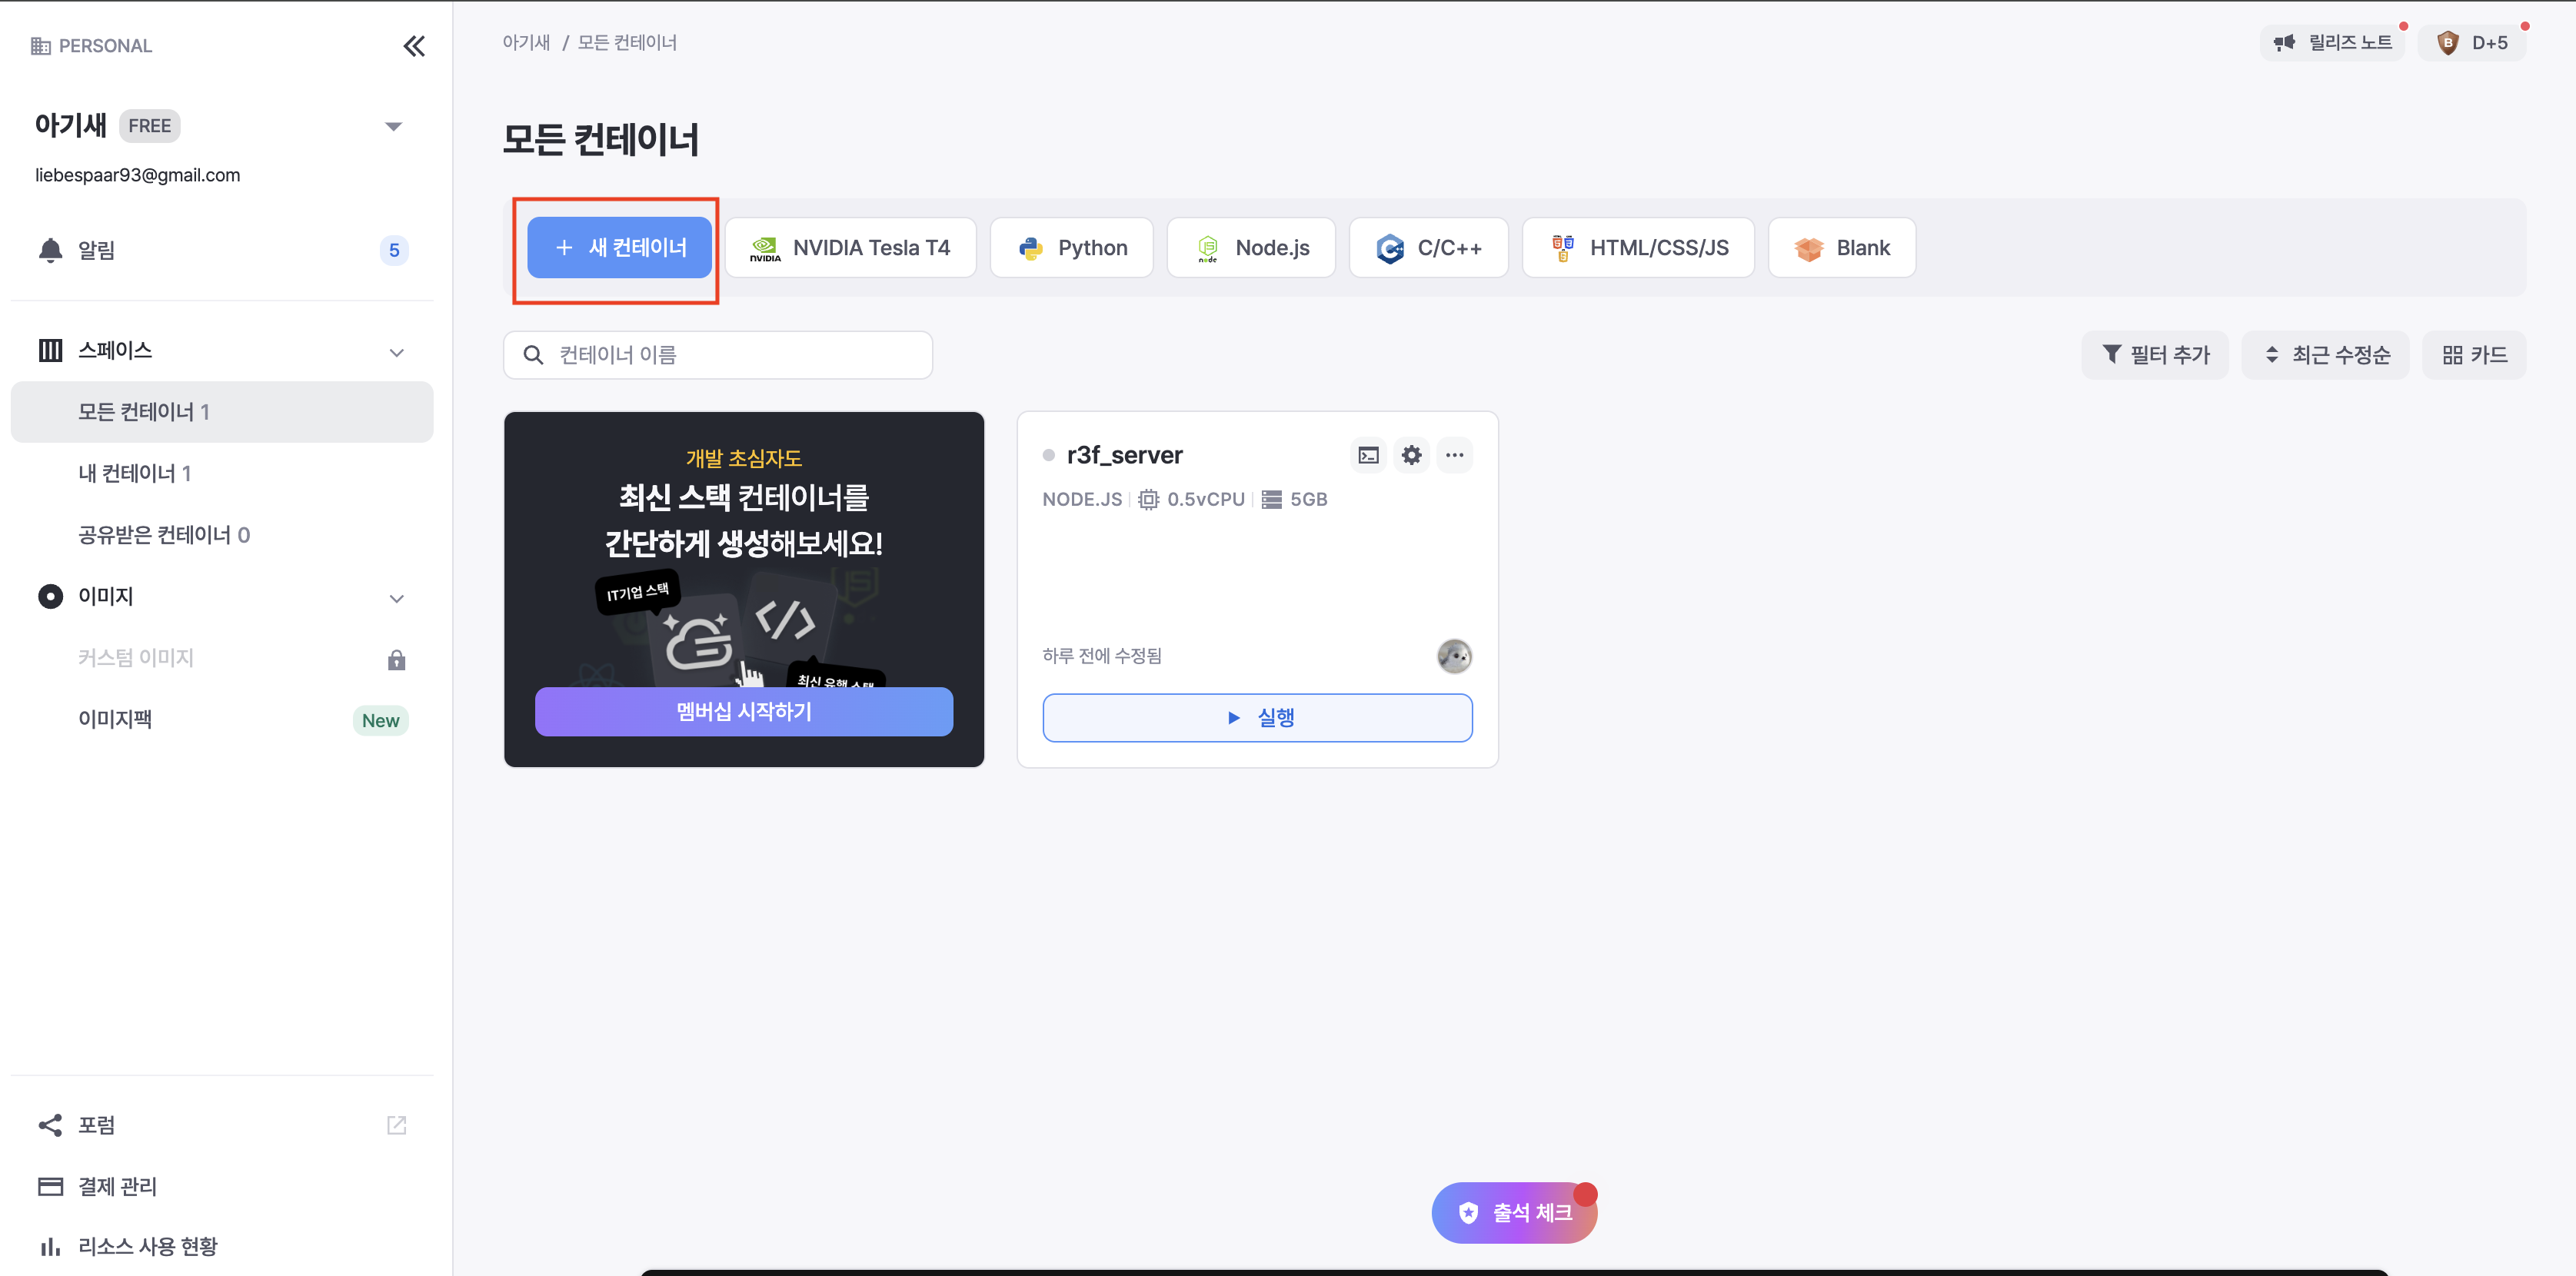 PERSONAL
아기새 FREE
liebespaar93@gmail.com
알림 5
스페이스
모든 컨테이너 1
내 컨테이너 1
공유받은 컨테이너 0
이미지
커스텀 이미지
이미지팩 New
포럼
결제 관리
리소스 사용 현황
아기새 / 모든 컨테이너
릴리즈 노트
B D+5
모든 컨테이너
+ 새 컨테이너
NVIDIA NVIDIA Tesla T4
Python
node Node.js
C/C++
HTML/CSS/JS
Blank
컨테이너 이름
필터 추가
최근 수정순
카드
개발 초심자도
최신 스택 컨테이너를
간단하게 생성해보세요!
IT기업 스택
</>
JS
최신 유행 스택
멤버십 시작하기
r3f_server
NODE.JS | 0.5vCPU | 5GB
하루 전에 수정됨
실행
출석 체크